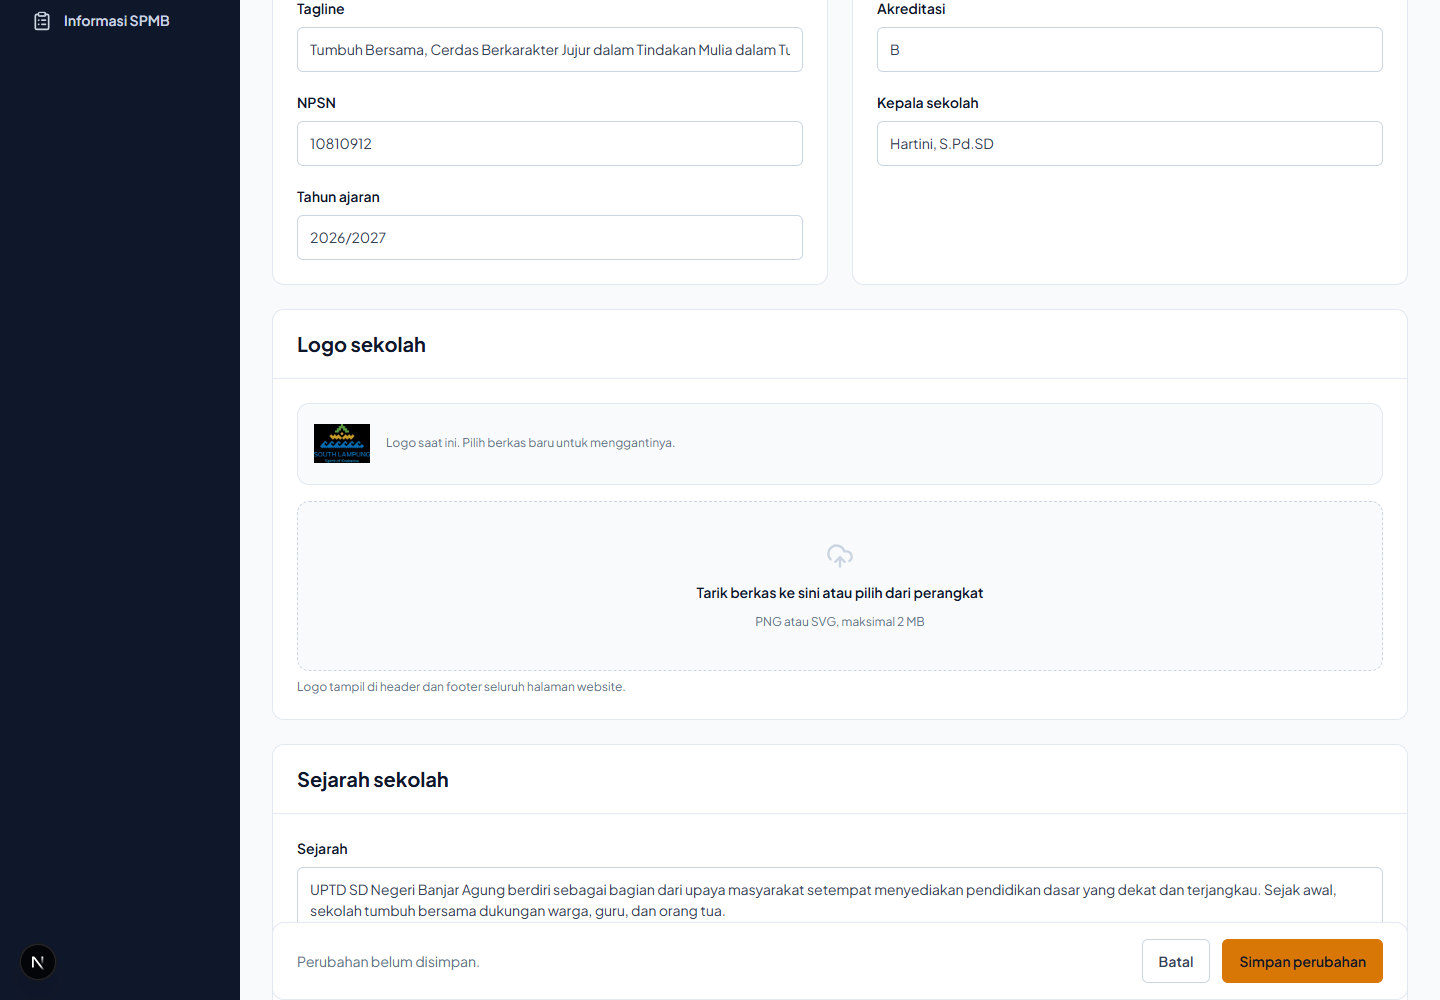 Informasi SPMB
Tagline
Tumbuh Bersama, Cerdas Berkarakter Jujur dalam Tindakan Mulia dalam Tu
Akreditasi
B
NPSN
10810912
Kepala sekolah
Hartini, S.Pd.SD
Tahun ajaran
2026/2027
Logo sekolah
SOUTH LAMPUNG
Logo saat ini. Pilih berkas baru untuk menggantinya.
Tarik berkas ke sini atau pilih dari perangkat
PNG atau SVG, maksimal 2 MB
Logo tampil di header dan footer seluruh halaman website.
Sejarah sekolah
Sejarah
UPTD SD Negeri Banjar Agung berdiri sebagai bagian dari upaya masyarakat setempat menyediakan pendidikan dasar yang dekat dan terjangkau. Sejak awal,
sekolah tumbuh bersama dukungan warga, guru, dan orang tua.
N
Perubahan belum disimpan.
Batal
Simpan perubahan